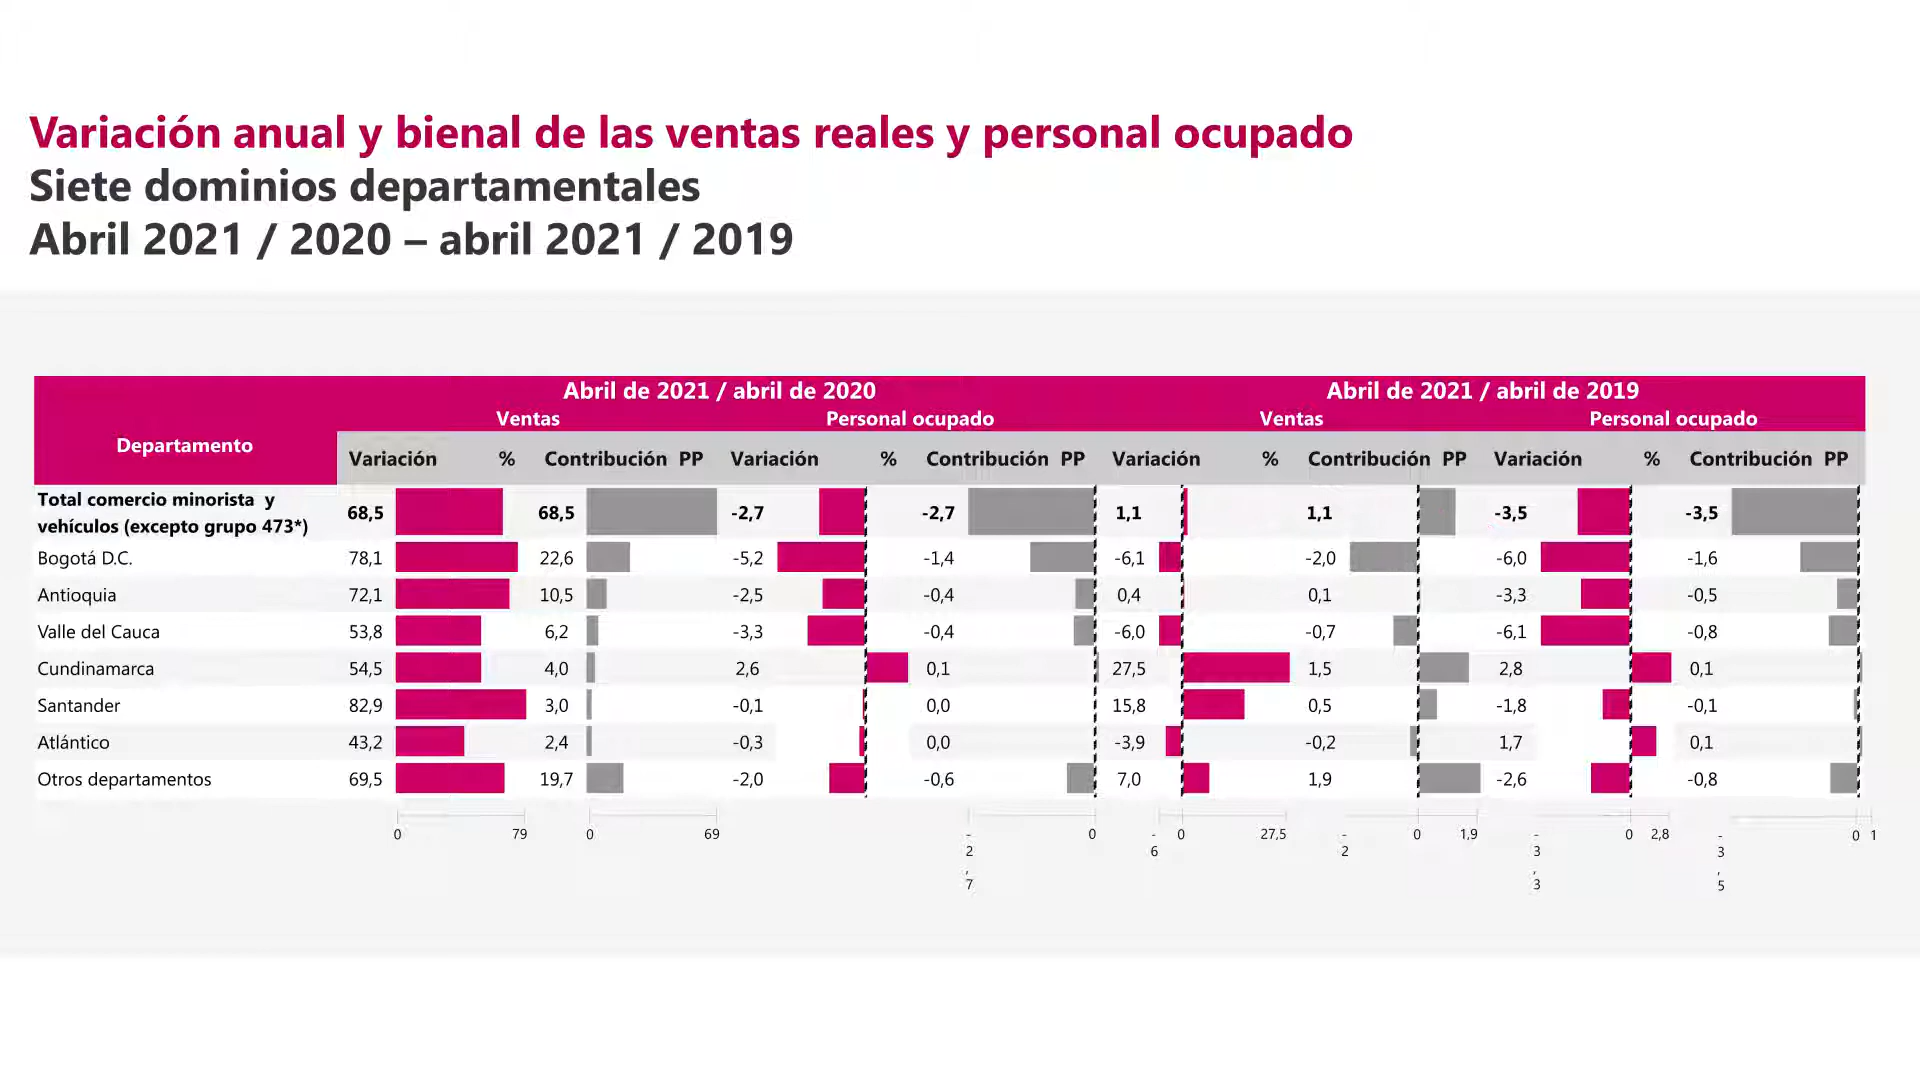 Variación anual y bienal de las ventas reales y personal ocupado
Siete dominios departamentales
Abril 2021 / 2020 – abril 2021 / 2019
Departamento
Abril de 2021 / abril de 2020
Abril de 2021 / abril de 2019
Ventas Personal ocupado Ventas Personal ocupado
Variación % Contribución PP Variación % Contribución PP Variación % Contribución PP Variación % Contribución PP
Total comercio minorista y
vehículos (excepto grupo 473*)
68,5 68,5 -2,7 -2,7 1,1 1,1 -3,5 -3,5
Bogotá D.C. 78,1 22,6 -5,2 -1,4 -6,1 -2,0 -6,0 -1,6
Antioquia 72,1 10,5 -2,5 -0,4 0,4 0,1 -3,3 -0,5
Valle del Cauca 53,8 6,2 -3,3 -0,4 -6,0 -0,7 -6,1 -0,8
Cundinamarca 54,5 4,0 2,6 0,1 27,5 1,5 2,8 0,1
Santander 82,9 3,0 -0,1 0,0 15,8 0,5 -1,8 -0,1
Atlántico 43,2 2,4 -0,3 0,0 -3,9 -0,2 1,7 0,1
Otros departamentos 69,5 19,7 -2,0 -0,6 7,0 1,9 -2,6 -0,8
0 79 0 69 -2,7 0 -6 0 27,5 -2 0 1,9 -3,3 0 2,8 -3,5 0 1